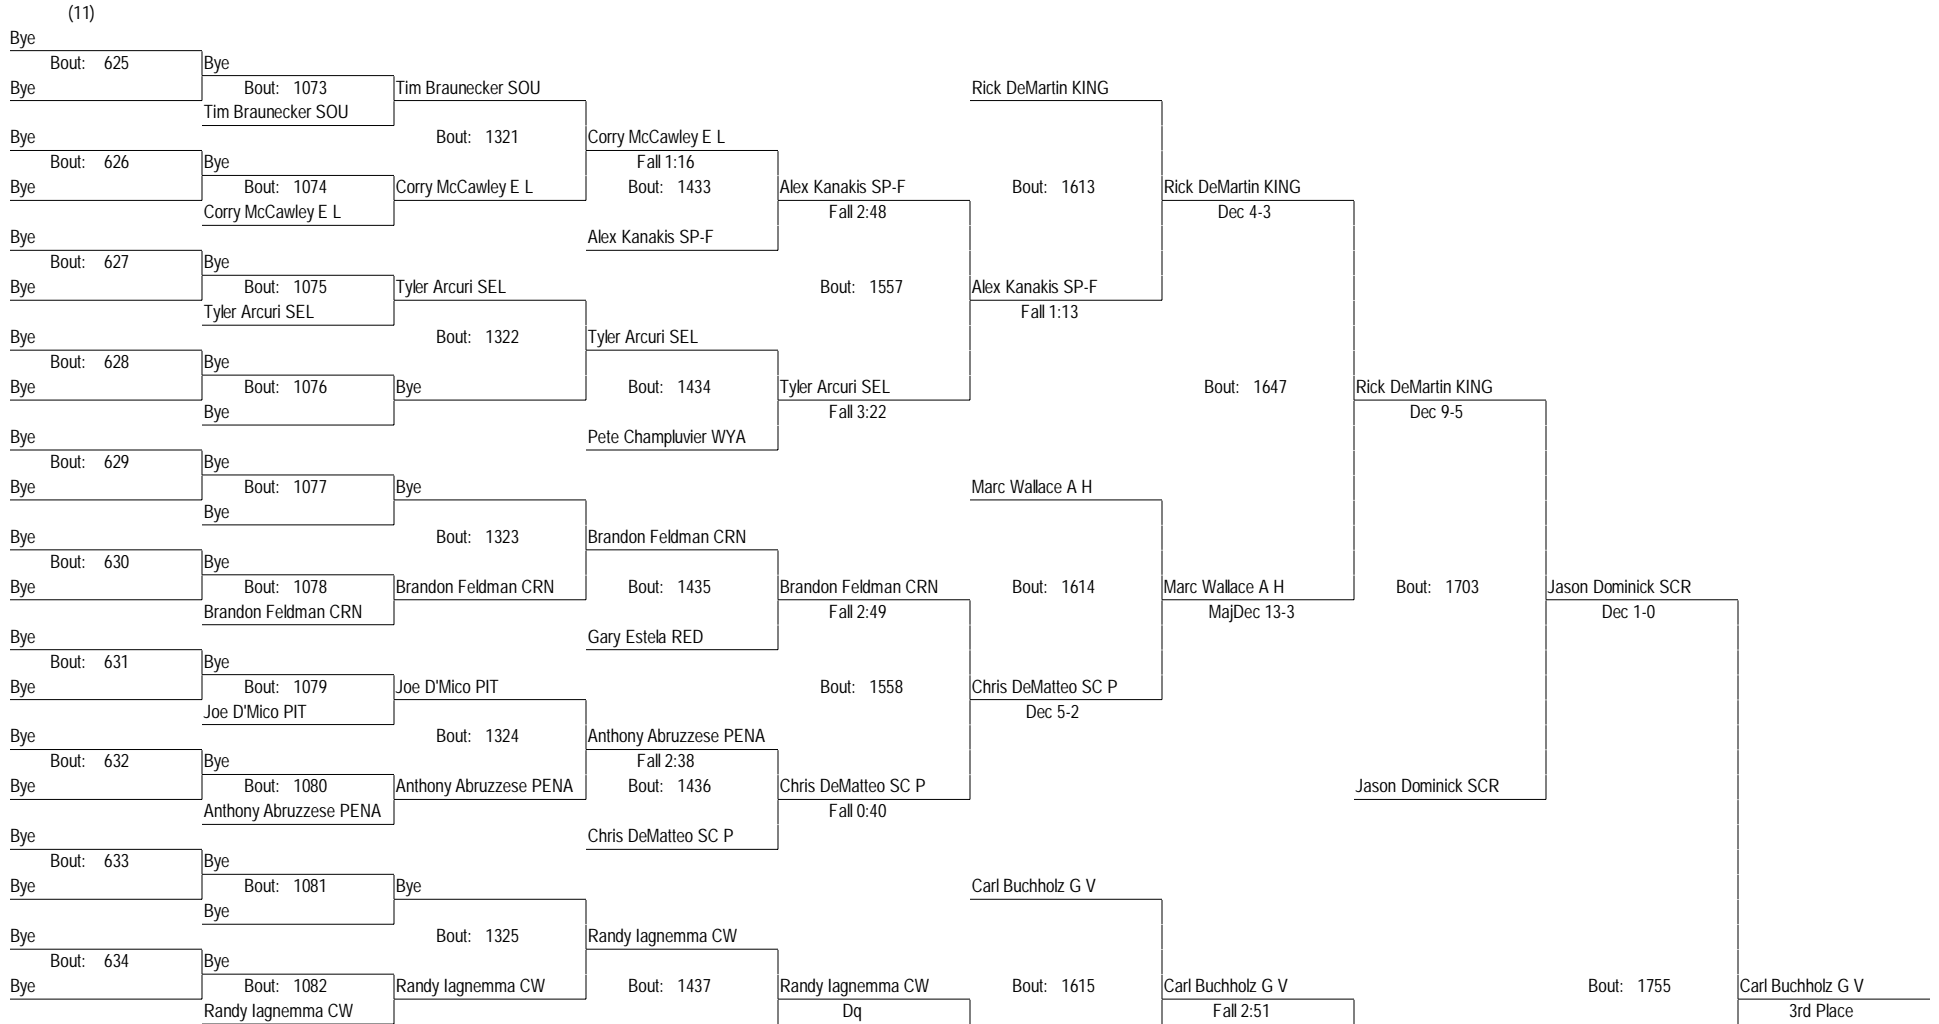 (11)
Bye
Bout: 625 Bye
Bye Bout: 1073 Tim Braunecker SOU Rick DeMartin KING
Tim Braunecker SOU
Bye Bout: 1321 Corry McCawley E L
Bout: 626 Bye Fall 1:16
Bye Bout: 1074 Corry McCawley E L Bout: 1433 Alex Kanakis SP-F Bout: 1613 Rick DeMartin KING
Corry McCawley E L Fall 2:48 Dec 4-3
Bye Alex Kanakis SP-F
Bout: 627 Bye
Bye Bout: 1075 Tyler Arcuri SEL Bout: 1557 Alex Kanakis SP-F
Tyler Arcuri SEL Fall 1:13
Bye Bout: 1322 Tyler Arcuri SEL
Bout: 628 Bye
Bye Bout: 1076 Bye Bout: 1434 Tyler Arcuri SEL Bout: 1647 Rick DeMartin KING
Bye Fall 3:22 Dec 9-5
Bye Pete Champluvier WYA
Bout: 629 Bye
Bye Bout: 1077 Bye Marc Wallace A H
Bye
Bye Bout: 1323 Brandon Feldman CRN
Bout: 630 Bye
Bye Bout: 1078 Brandon Feldman CRN Bout: 1435 Brandon Feldman CRN Bout: 1614 Marc Wallace A H Bout: 1703 Jason Dominick SCR
Brandon Feldman CRN Fall 2:49 MajDec 13-3 Dec 1-0
Bye Gary Estela RED
Bout: 631 Bye
Bye Bout: 1079 Joe D'Mico PIT Bout: 1558 Chris DeMatteo SC P
Joe D'Mico PIT Dec 5-2
Bye Bout: 1324 Anthony Abruzzese PENA
Bout: 632 Bye Fall 2:38
Bye Bout: 1080 Anthony Abruzzese PENA Bout: 1436 Chris DeMatteo SC P Jason Dominick SCR
Anthony Abruzzese PENA Fall 0:40
Bye Chris DeMatteo SC P
Bout: 633 Bye
Bye Bout: 1081 Bye Carl Buchholz G V
Bye
Bye Bout: 1325 Randy Iagnemma CW
Bout: 634 Bye
Bye Bout: 1082 Randy Iagnemma CW Bout: 1437 Randy Iagnemma CW Bout: 1615 Carl Buchholz G V Bout: 1755 Carl Buchholz G V
Randy Iagnemma CW Dq Fall 2:51 3rd Place